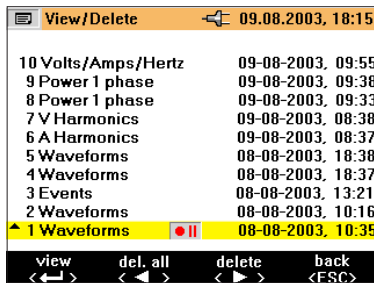 View/Delete 09.08.2003, 18:15
10 Volts/Amps/Hertz 09-08-2003, 09:55
9 Power 1 phase 09-08-2003, 09:38
8 Power 1 phase 09-08-2003, 09:33
7 V Harmonics 09-08-2003, 08:38
6 A Harmonics 09-08-2003, 08:37
5 Waveforms 08-08-2003, 18:38
4 Waveforms 08-08-2003, 18:37
3 Events 08-08-2003, 13:21
2 Waveforms 08-08-2003, 10:16
1 Waveforms 08-08-2003, 10:35
view del. all delete back
<↵> <◀> <▶> <ESC>